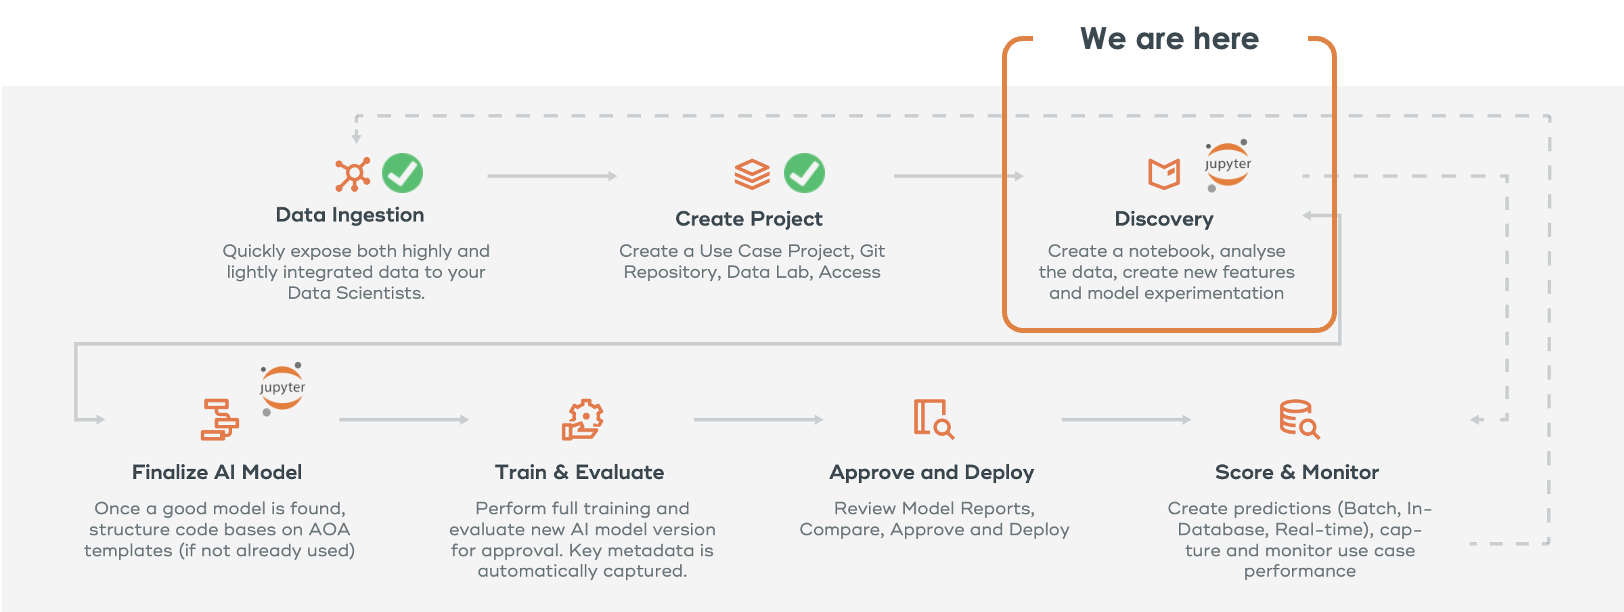 We are here
jupyter
Data Ingestion
Quickly expose both highly and
lightly integrated data to your
Data Scientists.
Create Project
Create a Use Case Project, Git
Repository, Data Lab, Access
Discovery
Create a notebook, analyse
the data, create new features
and model experimentation
jupyter
Finalize AI Model
Once a good model is found,
structure code bases on AOA
templates (if not already used)
Train & Evaluate
Perform full training and
evaluate new AI model version
for approval. Key metadata is
automatically captured.
Approve and Deploy
Review Model Reports,
Compare, Approve and Deploy
Score & Monitor
Create predictions (Batch, In-
Database, Real-time), cap-
ture and monitor use case
performance